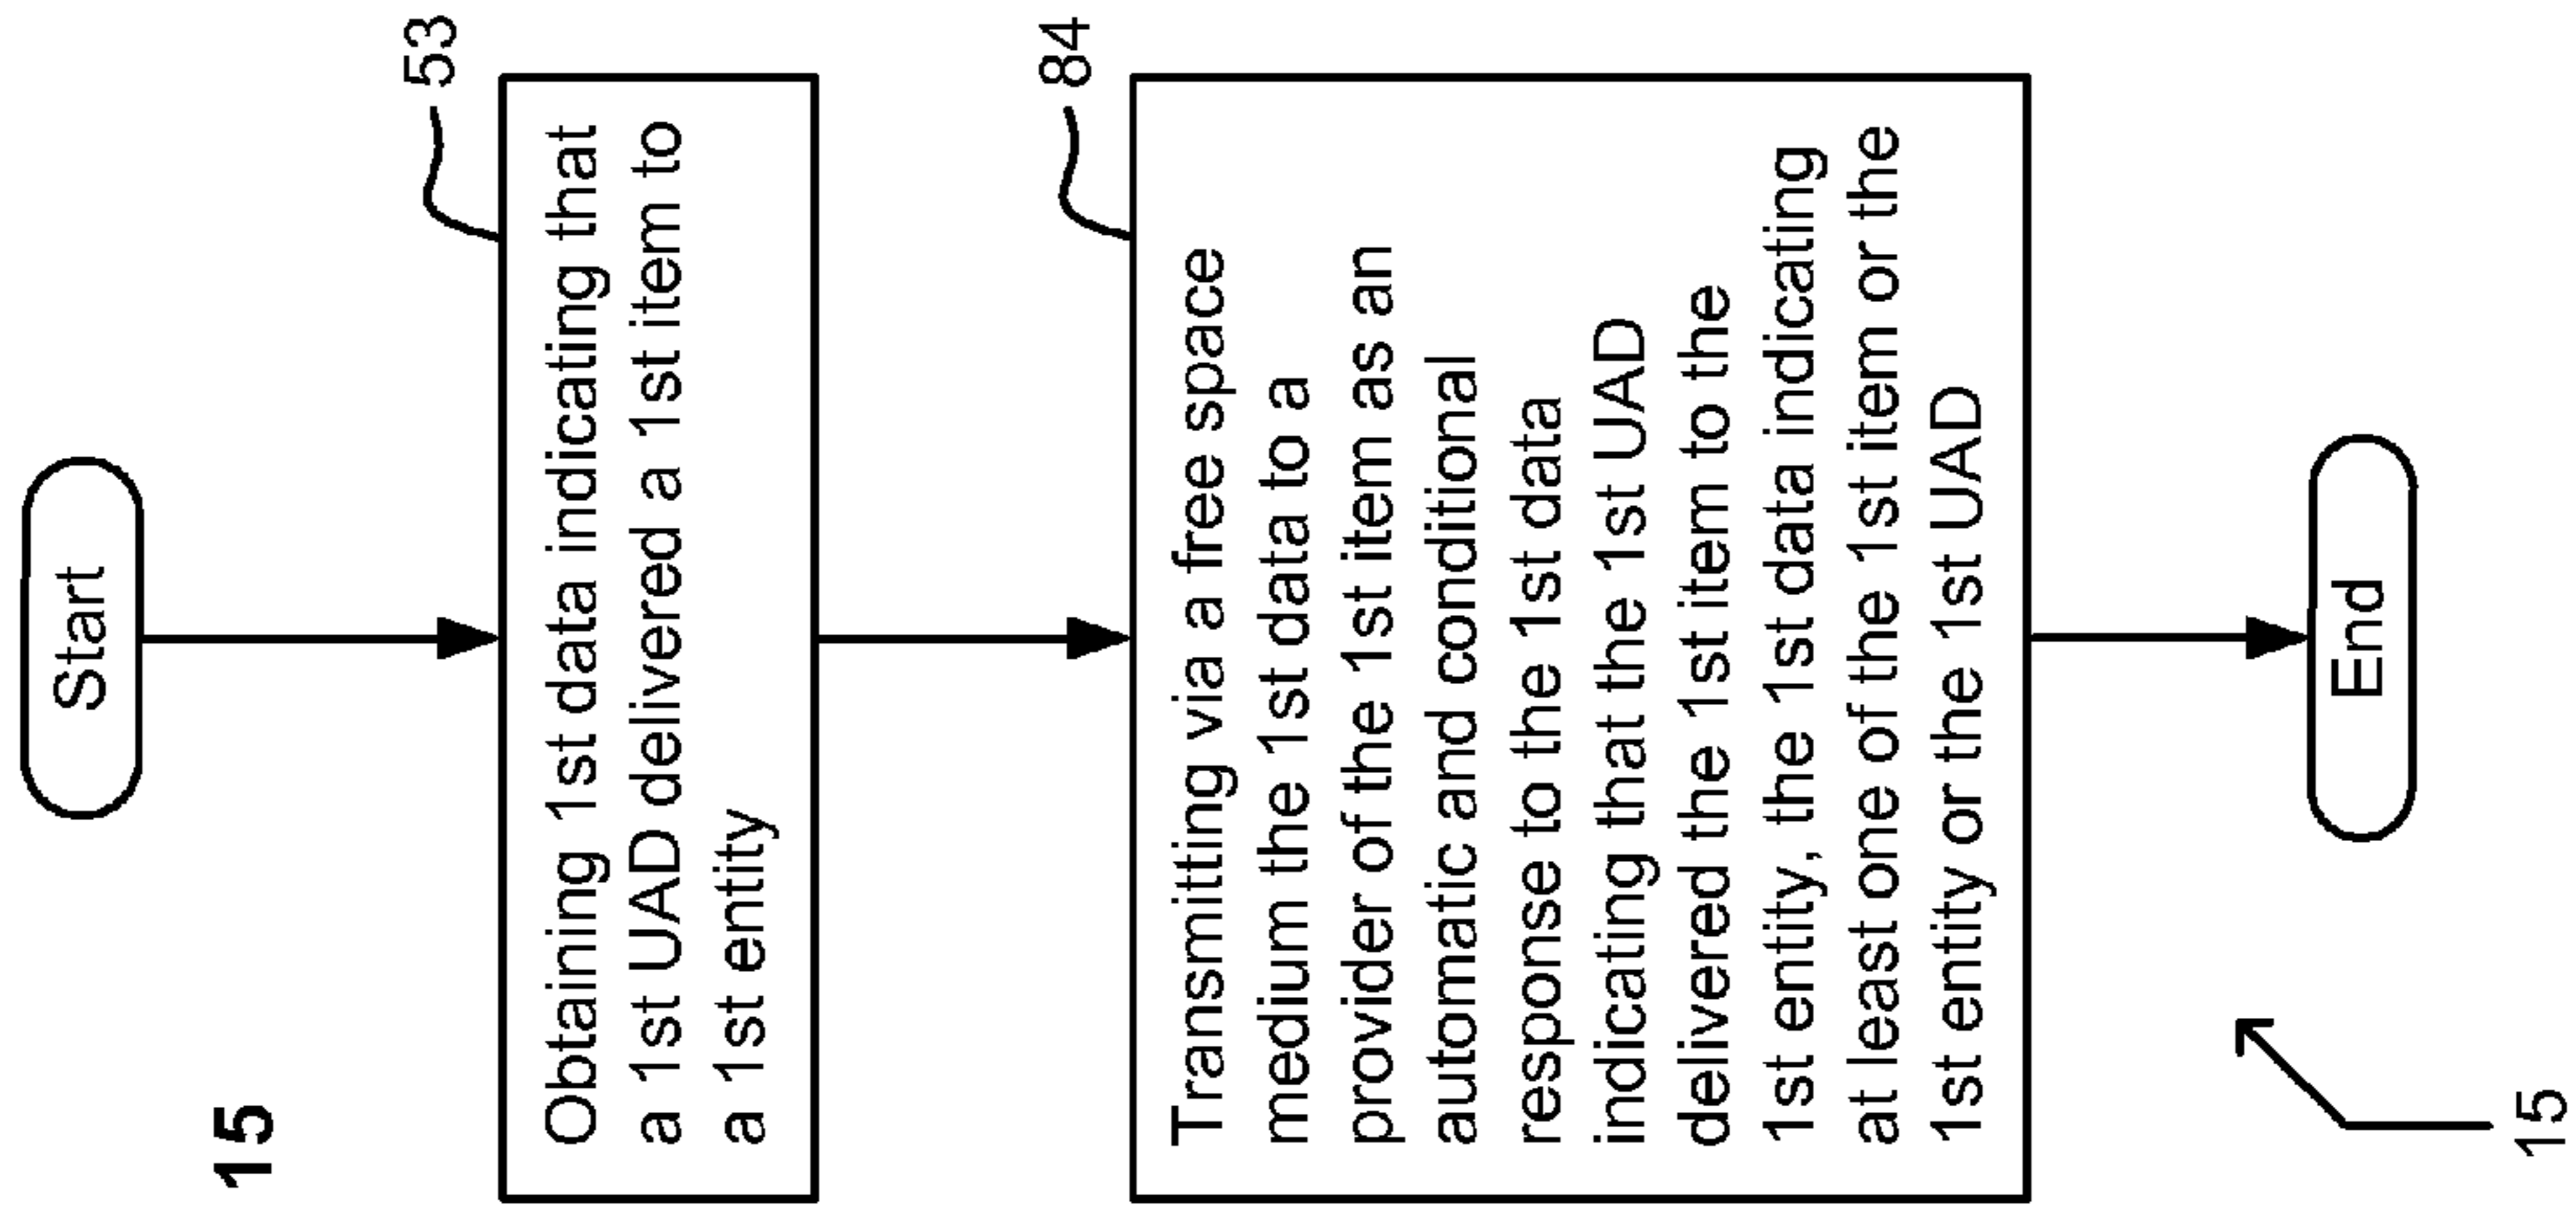 15
Start
53
Obtaining 1st data indicating that
a 1st UAD delivered a 1st item to
a 1st entity
84
Transmitting via a free space
medium the 1st data to a
provider of the 1st item as an
automatic and conditional
response to the 1st data
indicating that the 1st UAD
delivered the 1st item to the
1st entity, the 1st data indicating
at least one of the 1st item or the
1st entity or the 1st UAD
End
15